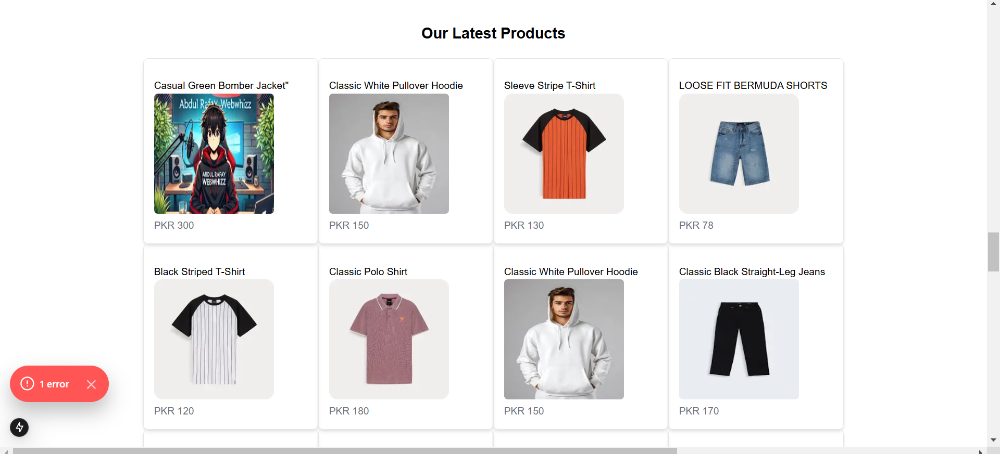 Our Latest Products
Casual Green Bomber Jacket"
Classic White Pullover Hoodie
Sleeve Stripe T-Shirt
LOOSE FIT BERMUDA SHORTS
Abdul Rafay Webwhizz
ABDUL RAFAY
WEBWHIZZ
PKR 300
PKR 150
PKR 130
PKR 78
Black Striped T-Shirt
Classic Polo Shirt
Classic White Pullover Hoodie
Classic Black Straight-Leg Jeans
PKR 120
PKR 180
PKR 150
PKR 170
1 error